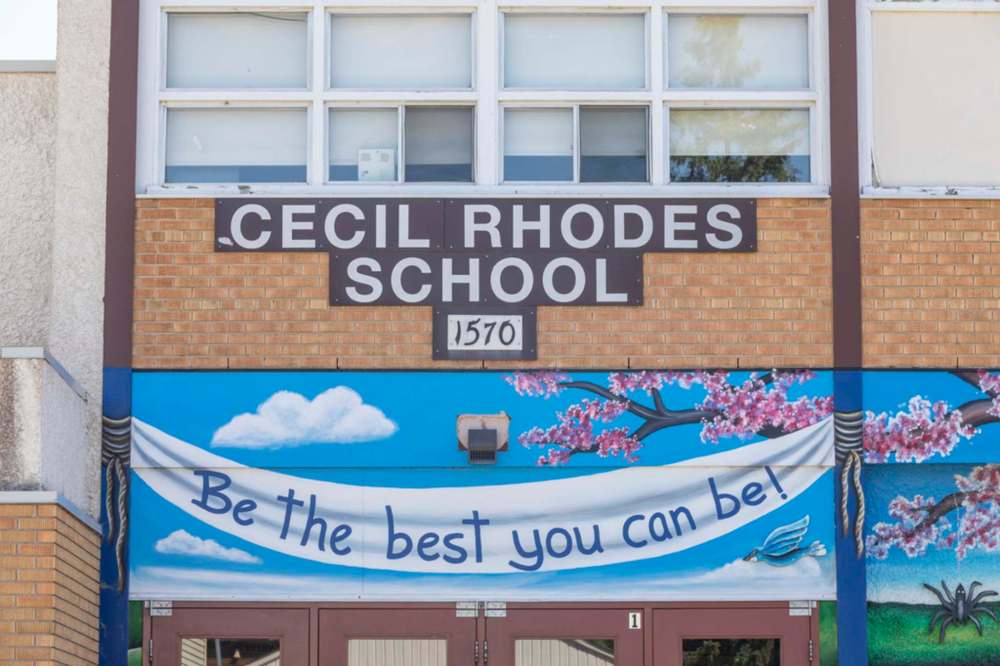 CECIL RHODES
SCHOOL
1570
Be the best you can be!
1